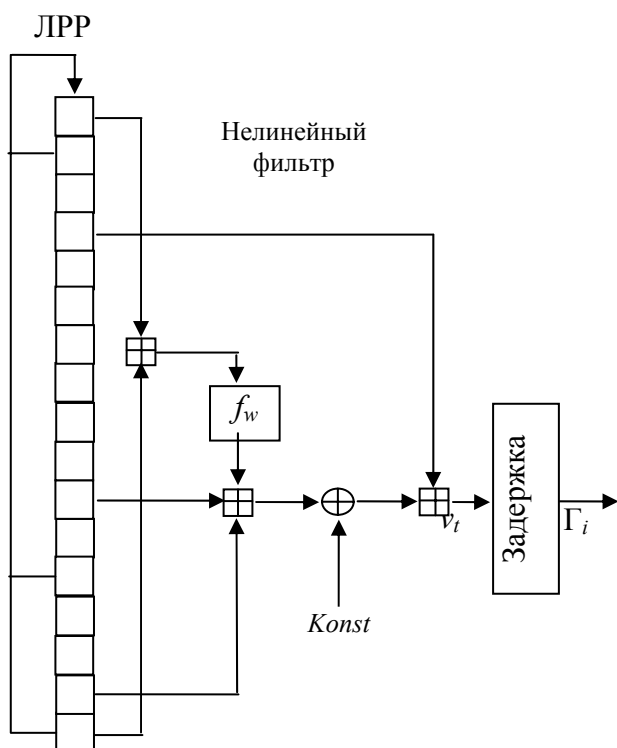 ЛРР
Нелинейный
фильтр
f_w
Задержка
v_t
Γ_i
Konst